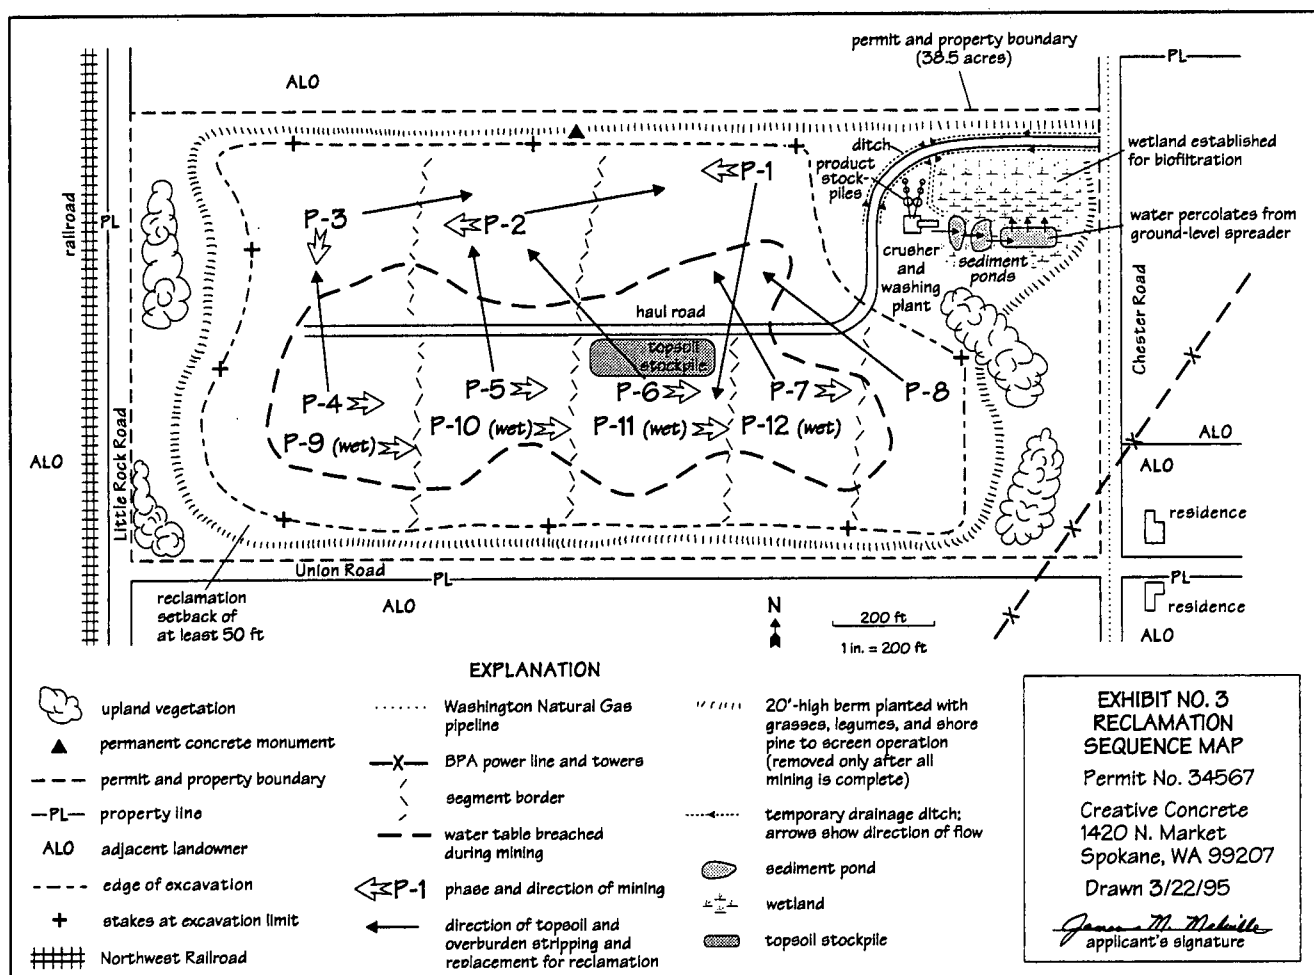 permit and property boundary
(38.5 acres)
PL
ALO
ditch
product
stock-
piles
wetland established
for biofiltration
P-1
P-3
P-2
railroad
PL
water percolates from
ground-level spreader
crusher
and
washing
plant
sediment
ponds
haul road
Chester Road
topsoil
stockpile
P-4
P-5
P-6
P-7
P-8
P-9 (wet)
P-10 (wet)
P-11 (wet)
P-12 (wet)
ALO
Little Rock Road
ALO
ALO
residence
Union Road
PL
PL
reclamation
setback of
at least 50 ft
ALO
N
200 ft
1 in. = 200 ft
residence
ALO
EXPLANATION
upland vegetation
permanent concrete monument
permit and property boundary
PL
property line
ALO
adjacent landowner
edge of excavation
stakes at excavation limit
Northwest Railroad
Washington Natural Gas
pipeline
BPA power line and towers
segment border
water table breached
during mining
P-1
phase and direction of mining
direction of topsoil and
overburden stripping and
replacement for reclamation
20'-high berm planted with
grasses, legumes, and shore
pine to screen operation
(removed only after all
mining is complete)
temporary drainage ditch;
arrows show direction of flow
sediment pond
wetland
topsoil stockpile
EXHIBIT NO. 3
RECLAMATION
SEQUENCE MAP
Permit No. 34567
Creative Concrete
1420 N. Market
Spokane, WA 99207
Drawn 3/22/95
James M. Melville
applicant's signature